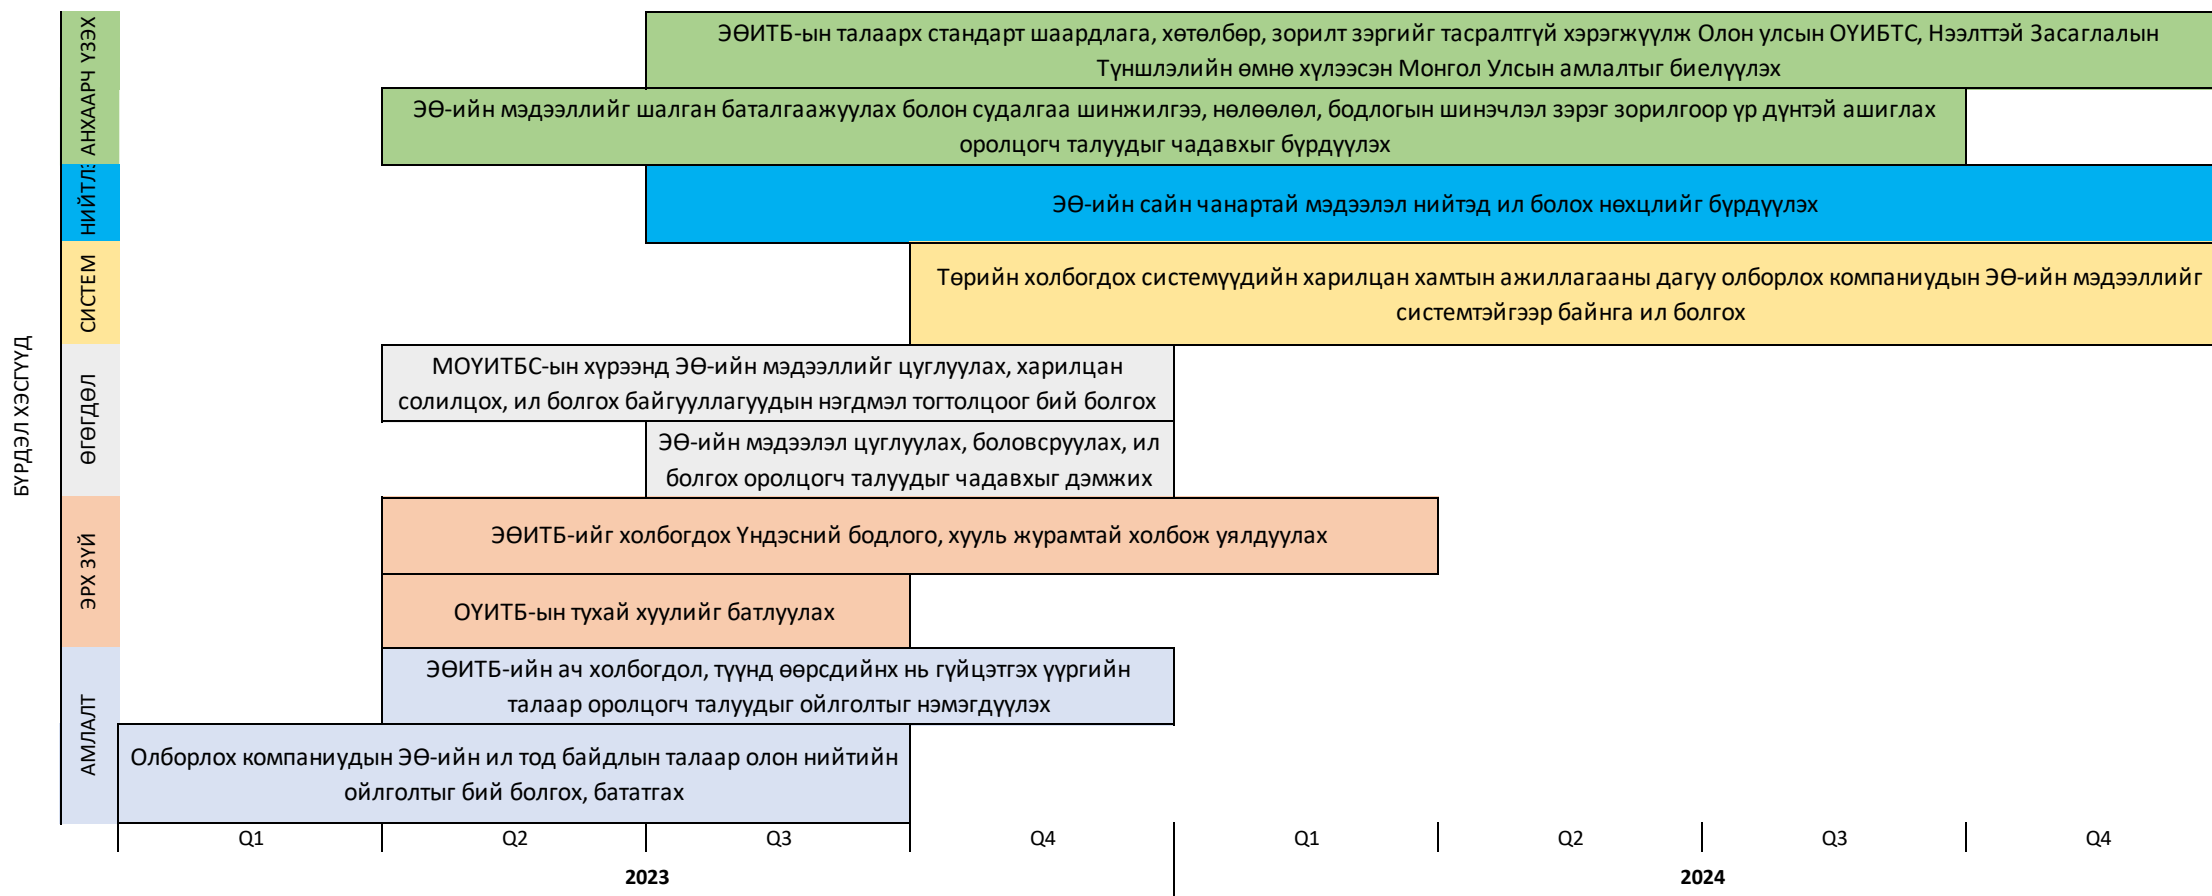 БҮРДЭЛ ХЭСГҮҮД
АНХААРЧ ҮЗЭХ
ЭӨИТБ-ын талаарх стандарт шаардлага, хөтөлбөр, зорилт зэргийг тасралтгүй хэрэгжүүлж Олон улсын ОҮИБТС, Нээлттэй Засаглалын
Түншлэлийн өмнө хүлээсэн Монгол Улсын амлалтыг биелүүлэх
ЭӨ-ийн мэдээллийг шалган баталгаажуулах болон судалгаа шинжилгээ, нөлөөлөл, бодлогын шинэчлэл зэрэг зорилгоор үр дүнтэй ашиглах
оролцогч талуудыг чадавхыг бүрдүүлэх
НИЙТЛЭ
ЭӨ-ийн сайн чанартай мэдээлэл нийтэд ил болох нөхцлийг бүрдүүлэх
СИСТЕМ
Төрийн холбогдох системүүдийн харилцан хамтын ажиллагааны дагуу олборлох компаниудын ЭӨ-ийн мэдээллийг
системтэйгээр байнга ил болгох
ӨГӨГДӨЛ
МОҮИТБС-ын хүрээнд ЭӨ-ийн мэдээллийг цуглуулах, харилцан
солилцох, ил болгох байгууллагуудын нэгдмэл тогтолцоог бий болгох
ЭӨ-ийн мэдээлэл цуглуулах, боловсруулах, ил
болгох оролцогч талуудыг чадавхыг дэмжих
ЭРХ ЗҮЙ
ЭӨИТБ-ийг холбогдох Үндэсний бодлого, хууль журамтай холбож уялдуулах
ОҮИТБ-ын тухай хуулийг батлуулах
АМЛАЛТ
ЭӨИТБ-ийн ач холбогдол, түүнд өөрсдийнх нь гүйцэтгэх үүргийн
талаар оролцогч талуудыг ойлголтыг нэмэгдүүлэх
Олборлох компаниудын ЭӨ-ийн ил тод байдлын талаар олон нийтийн
ойлголтыг бий болгох, бататгах
Q1 Q2 Q3 Q4 Q1 Q2 Q3 Q4
2023 2024